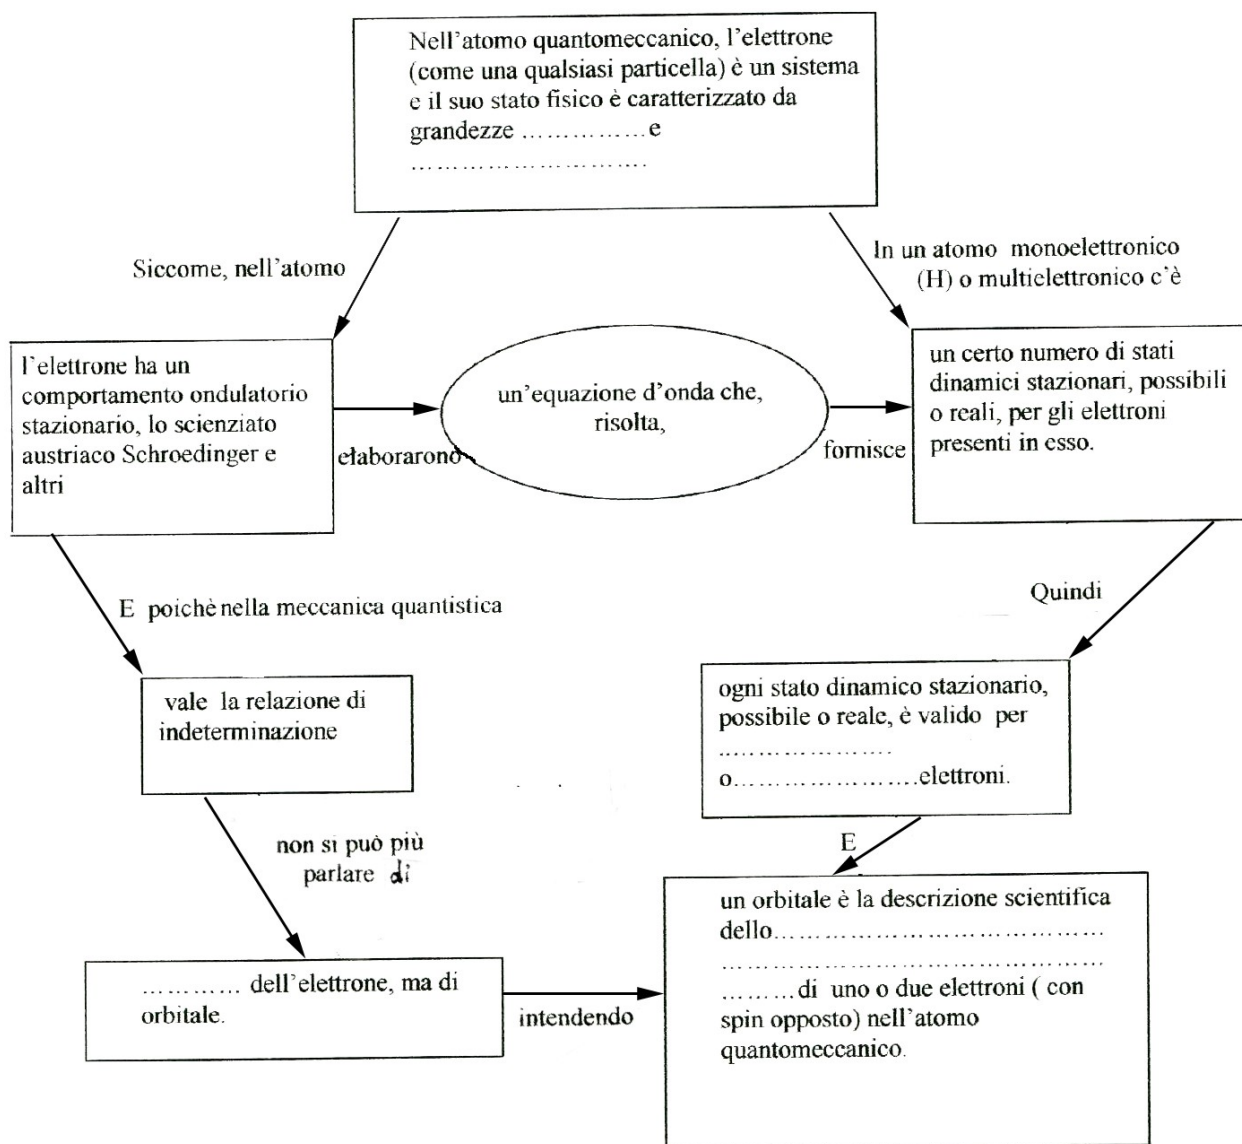 Nell'atomo quantomeccanico, l'elettrone
(come una qualsiasi particella) è un sistema
e il suo stato fisico è caratterizzato da
grandezze ……………e
……………………….
Siccome, nell'atomo
In un atomo monoelettronico
(H) o multielettronico c'è
l'elettrone ha un
comportamento ondulatorio
stazionario, lo scienziato
austriaco Schroedinger e
altri
elaborarono
un'equazione d'onda che,
risolta,
fornisce
un certo numero di stati
dinamici stazionari, possibili
o reali, per gli elettroni
presenti in esso.
E poichè nella meccanica quantistica
Quindi
vale la relazione di
indeterminazione
ogni stato dinamico stazionario,
possibile o reale, è valido per
………………….
o………………….elettroni.
non si può più
parlare di
E
………… dell'elettrone, ma di
orbitale.
intendendo
un orbitale è la descrizione scientifica
dello…………………………………
………………………………………
………di uno o due elettroni ( con
spin opposto) nell'atomo
quantomeccanico.